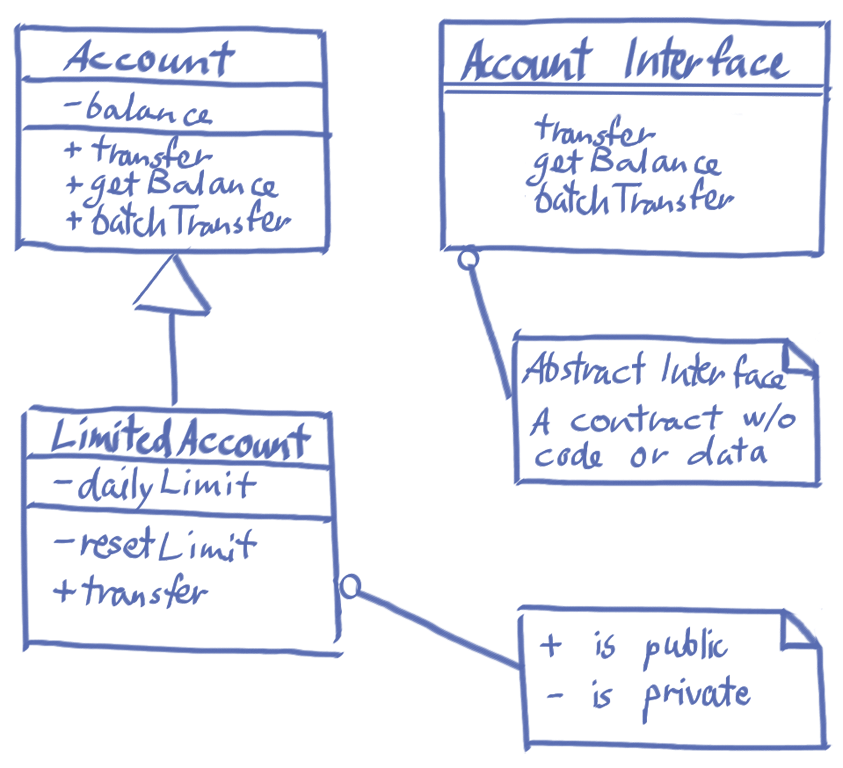 Account
-balance
+ transfer
+ getBalance
+ batchTransfer
Account Interface
transfer
getBalance
batchTransfer
Abstract Interface
A contract w/o
code or data
LimitedAccount
-dailyLimit
-resetLimit
+transfer
+ is public
- is private